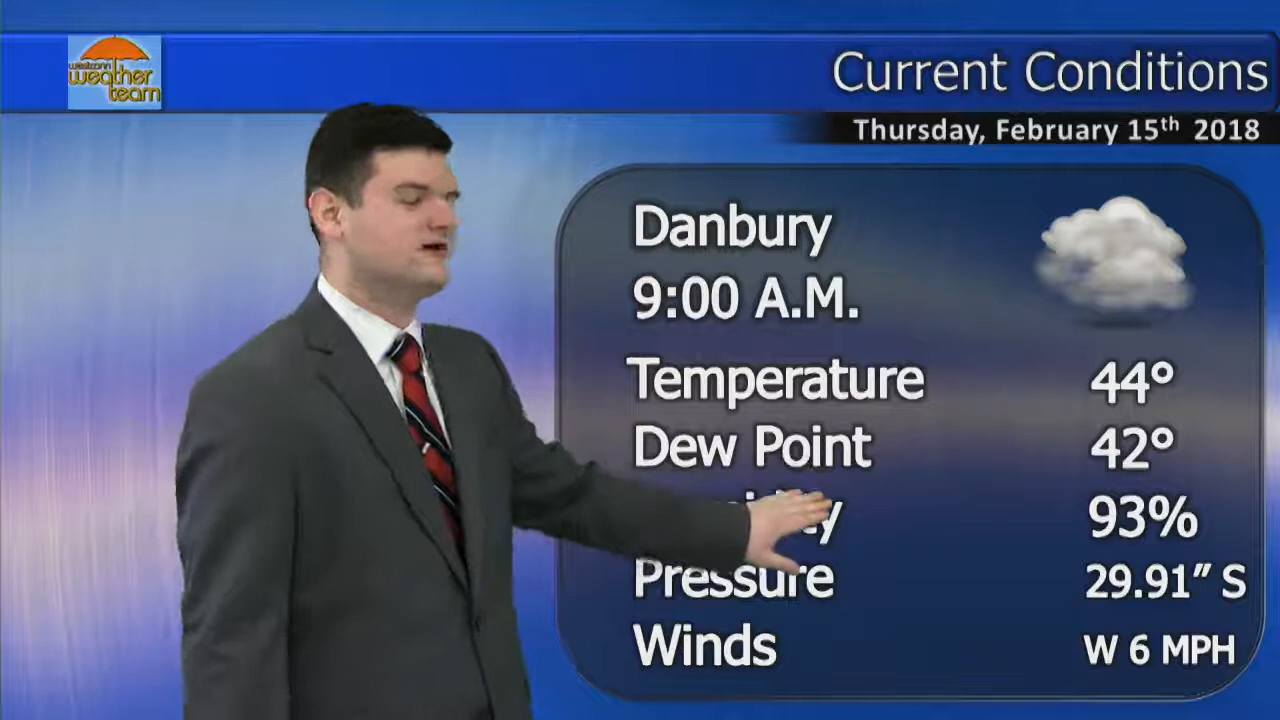 westconn
weather
team
Current Conditions
Thursday, February 15th 2018
Danbury
9:00 A.M.
Temperature 44°
Dew Point 42°
93%
Pressure 29.91” S
Winds W 6 MPH